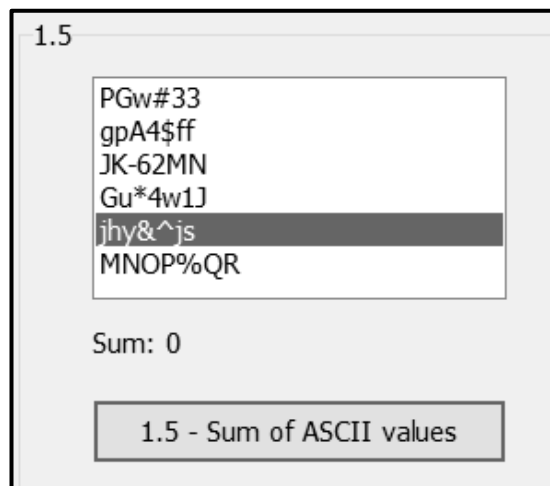 1.5
PGw#33
gpA4$ff
JK-62MN
Gu*4w1J
jhy&^js
MNOP%QR
Sum: 0
1.5 - Sum of ASCII values